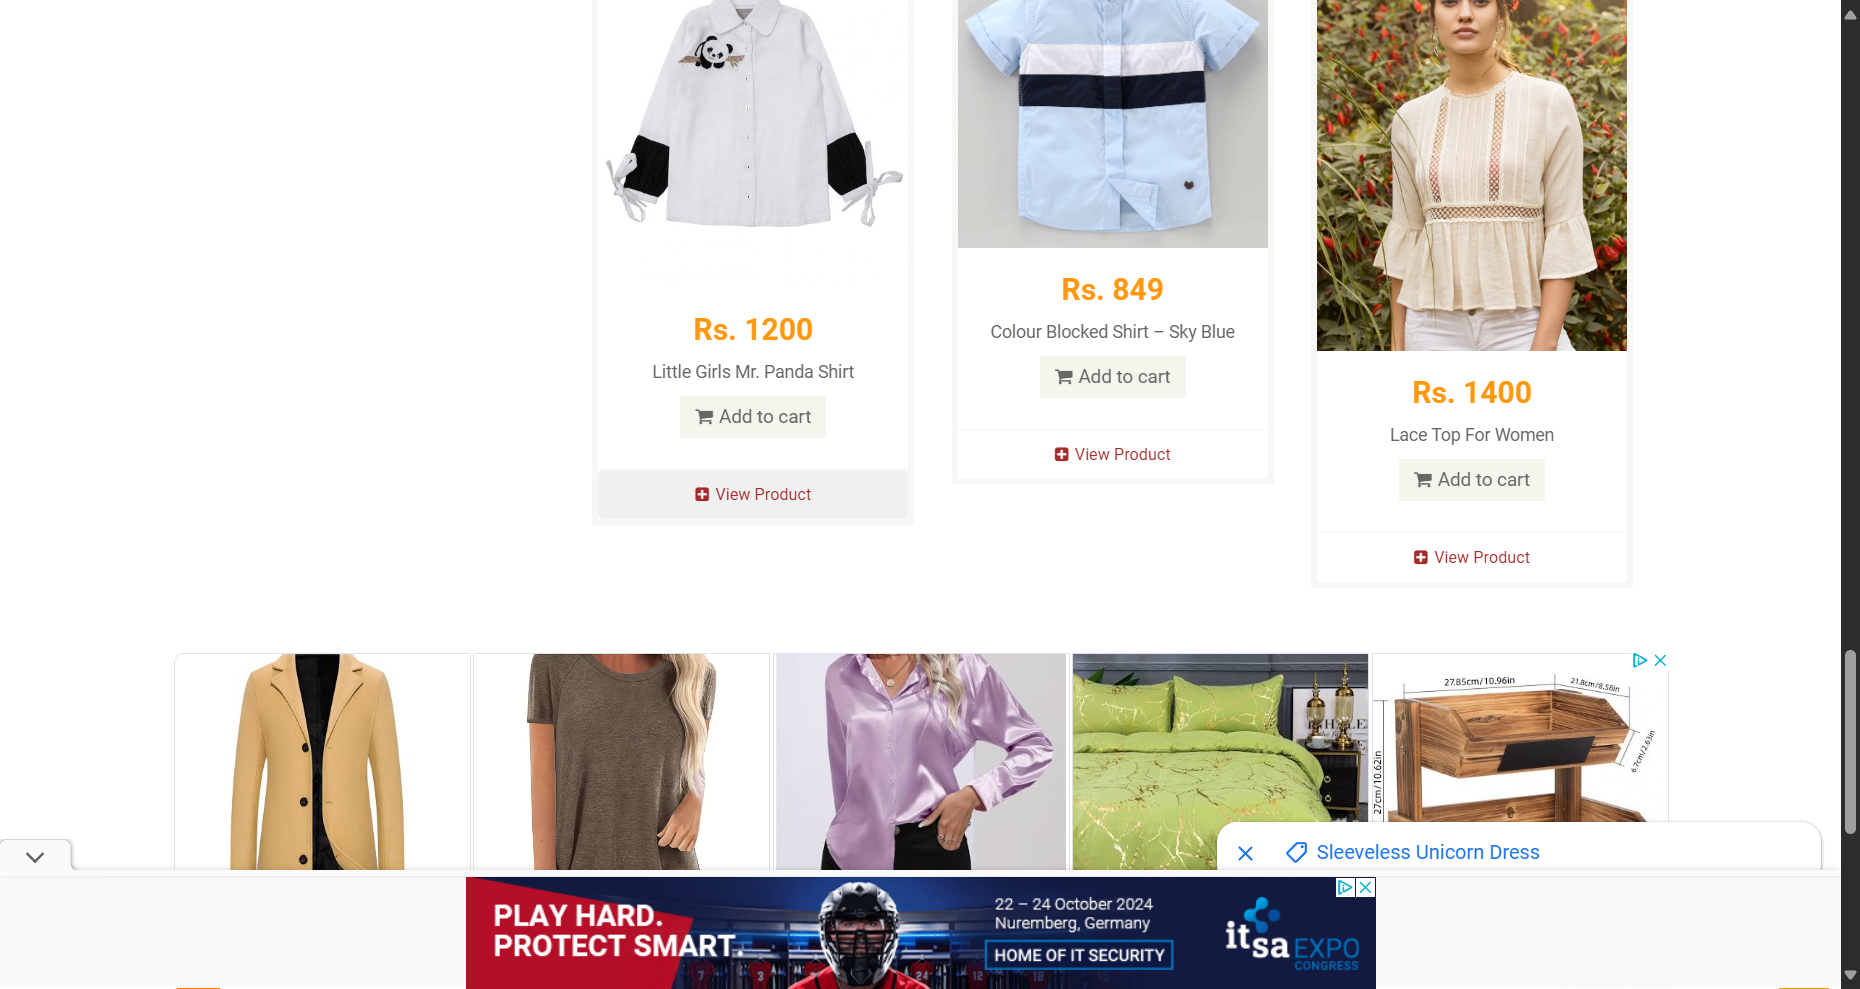 Rs. 1200
Little Girls Mr. Panda Shirt
Add to cart
View Product
Rs. 849
Colour Blocked Shirt – Sky Blue
Add to cart
View Product
Rs. 1400
Lace Top For Women
Add to cart
View Product
27.85cm/10.96in
21.8cm/8.58in
6.7cm/2.63in
27cm/10.62in
Sleeveless Unicorn Dress
PLAY HARD.
PROTECT SMART.
22 – 24 October 2024
Nuremberg, Germany
HOME OF IT SECURITY
itsa EXPO
CONGRESS